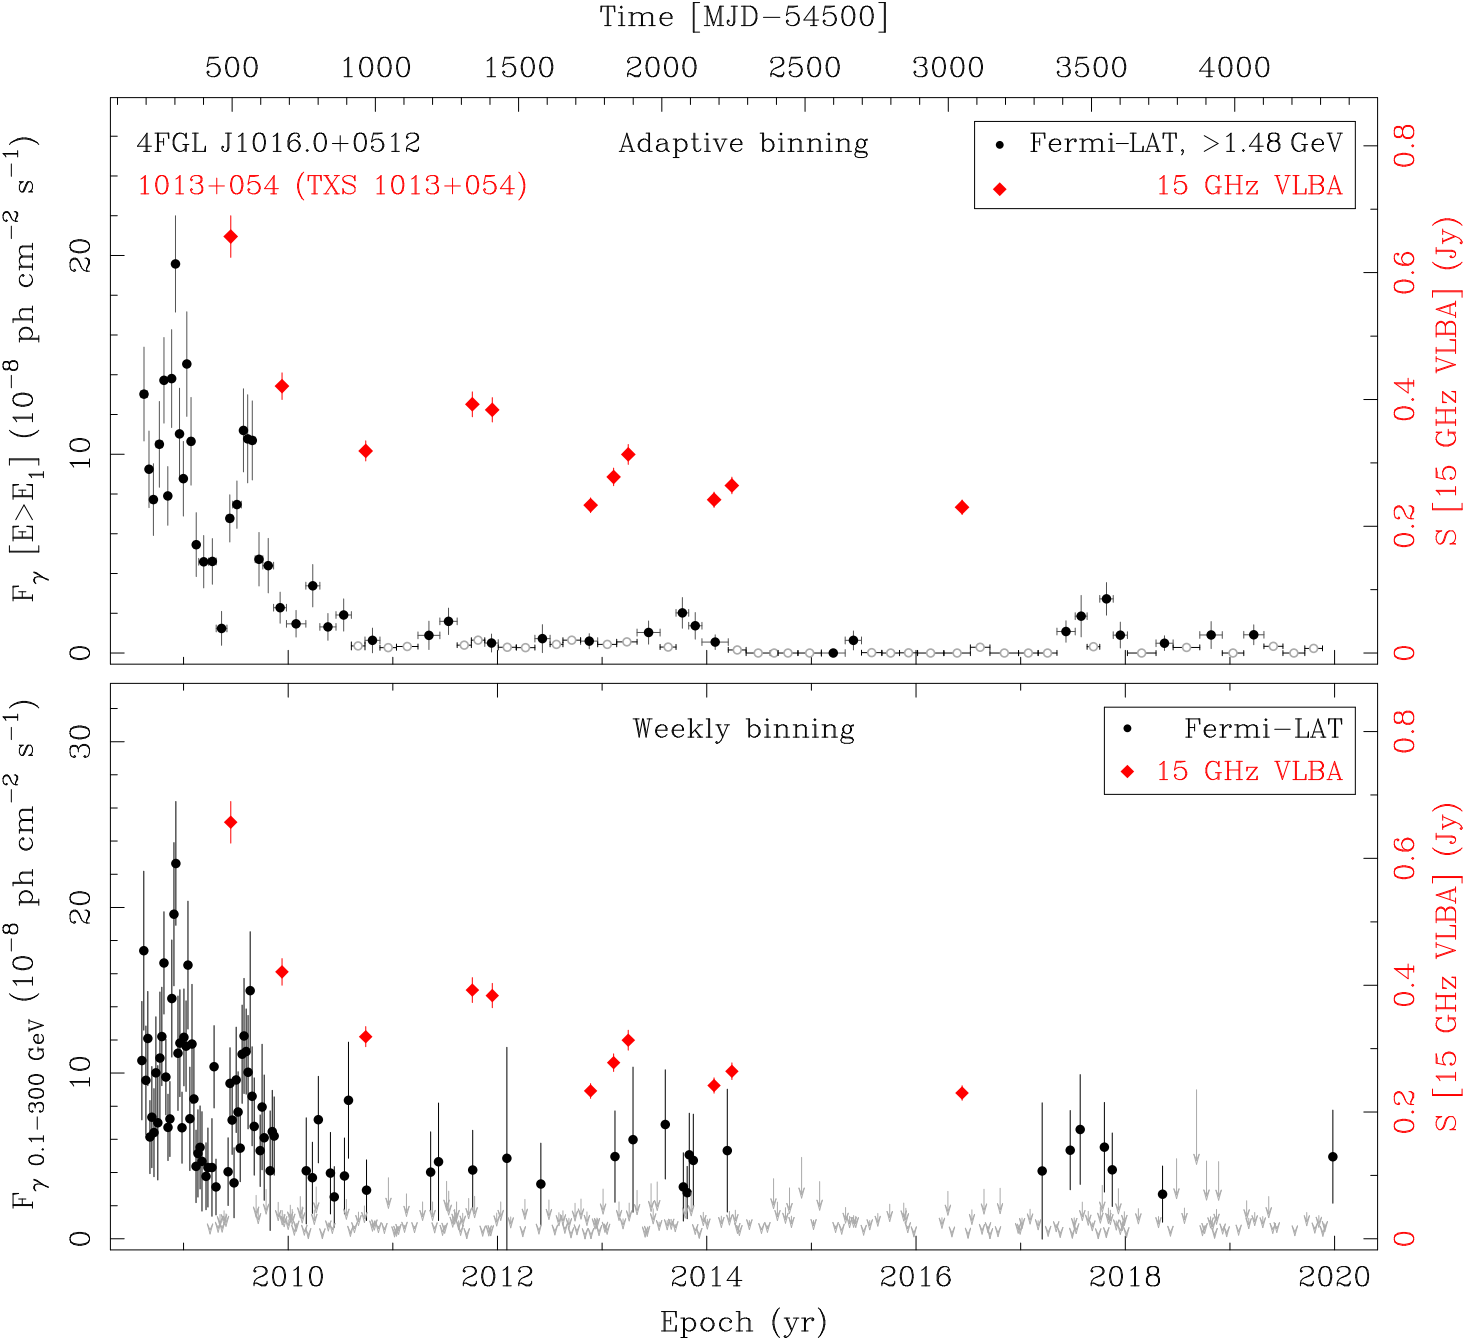 Time [MJD−54500]
500 1000 1500 2000 2500 3000 3500 4000
4FGL J1016.0+0512
Adaptive binning
Fermi−LAT, >1.48 GeV
1013+054 (TXS 1013+054)
15 GHz VLBA
F γ [E>E1] (10−8 ph cm−2 s−1)
20
10
0
S [15 GHz VLBA] (Jy)
0.8
0.6
0.4
0.2
0
Weekly binning
Fermi−LAT
15 GHz VLBA
F γ 0.1−300 GeV (10−8 ph cm−2 s−1)
30
20
10
0
S [15 GHz VLBA] (Jy)
0.8
0.6
0.4
0.2
0
2010 2012 2014 2016 2018 2020
Epoch (yr)